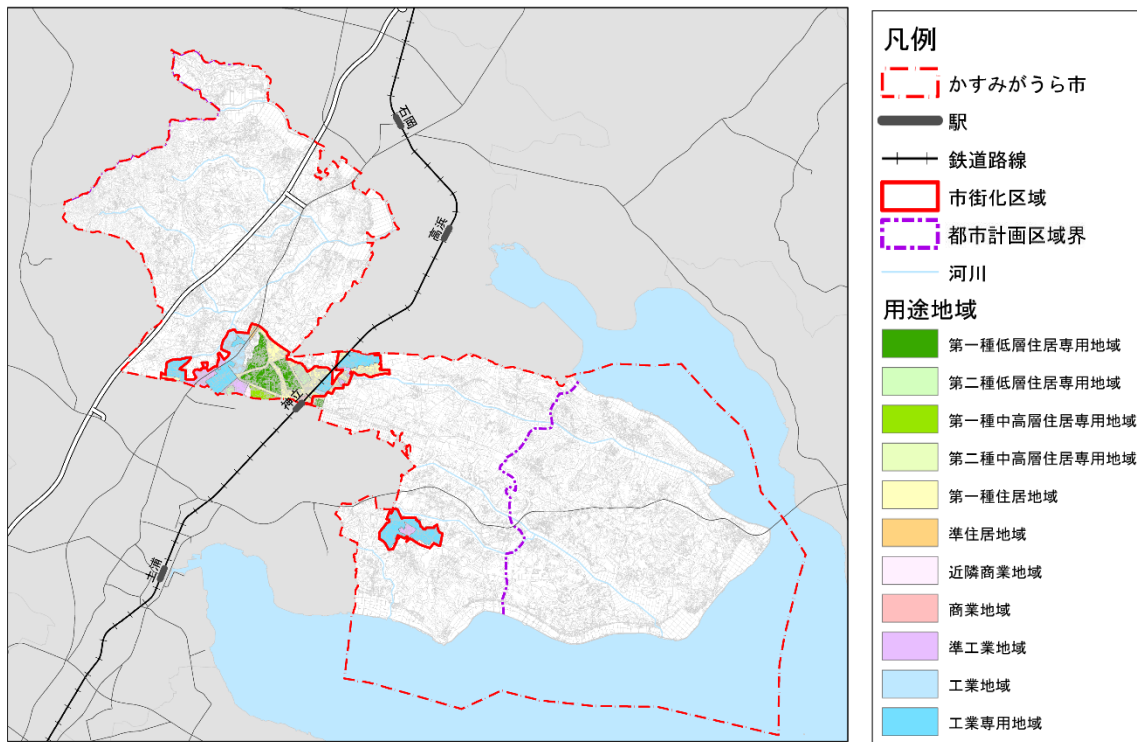 石岡
高浜
神立
土浦
凡例
かすみがうら市
駅
鉄道路線
市街化区域
都市計画区域界
河川
用途地域
第一種低層住居専用地域
第二種低層住居専用地域
第一種中高層住居専用地域
第二種中高層住居専用地域
第一種住居地域
準住居地域
近隣商業地域
商業地域
準工業地域
工業地域
工業専用地域